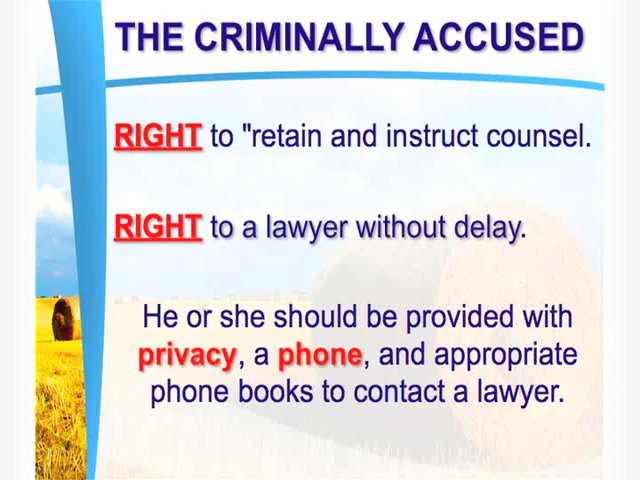 THE CRIMINALLY ACCUSED
RIGHT to "retain and instruct counsel.
RIGHT to a lawyer without delay.
He or she should be provided with
privacy, a phone, and appropriate
phone books to contact a lawyer.